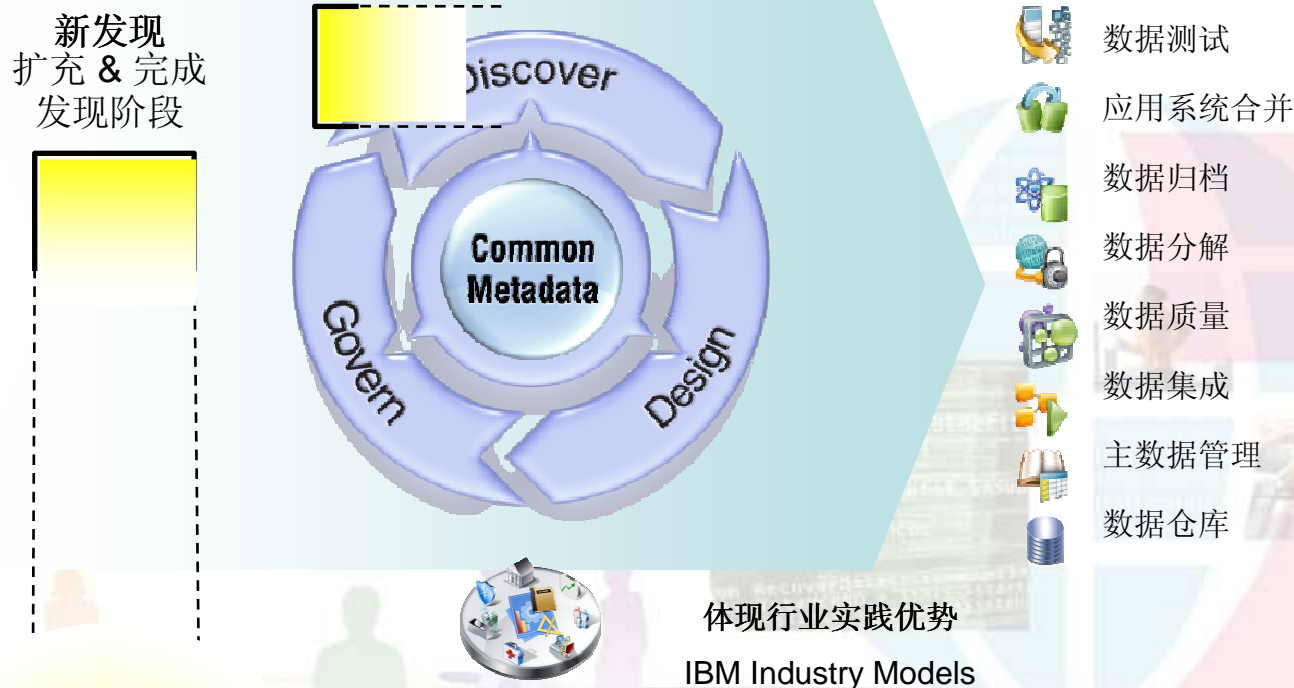 新发现
扩充 & 完成
发现阶段
Discover
Common
Metadata
Govern
Design
数据测试
应用系统合并
数据归档
数据分解
数据质量
数据集成
主数据管理
数据仓库
体现行业实践优势
IBM Industry Models